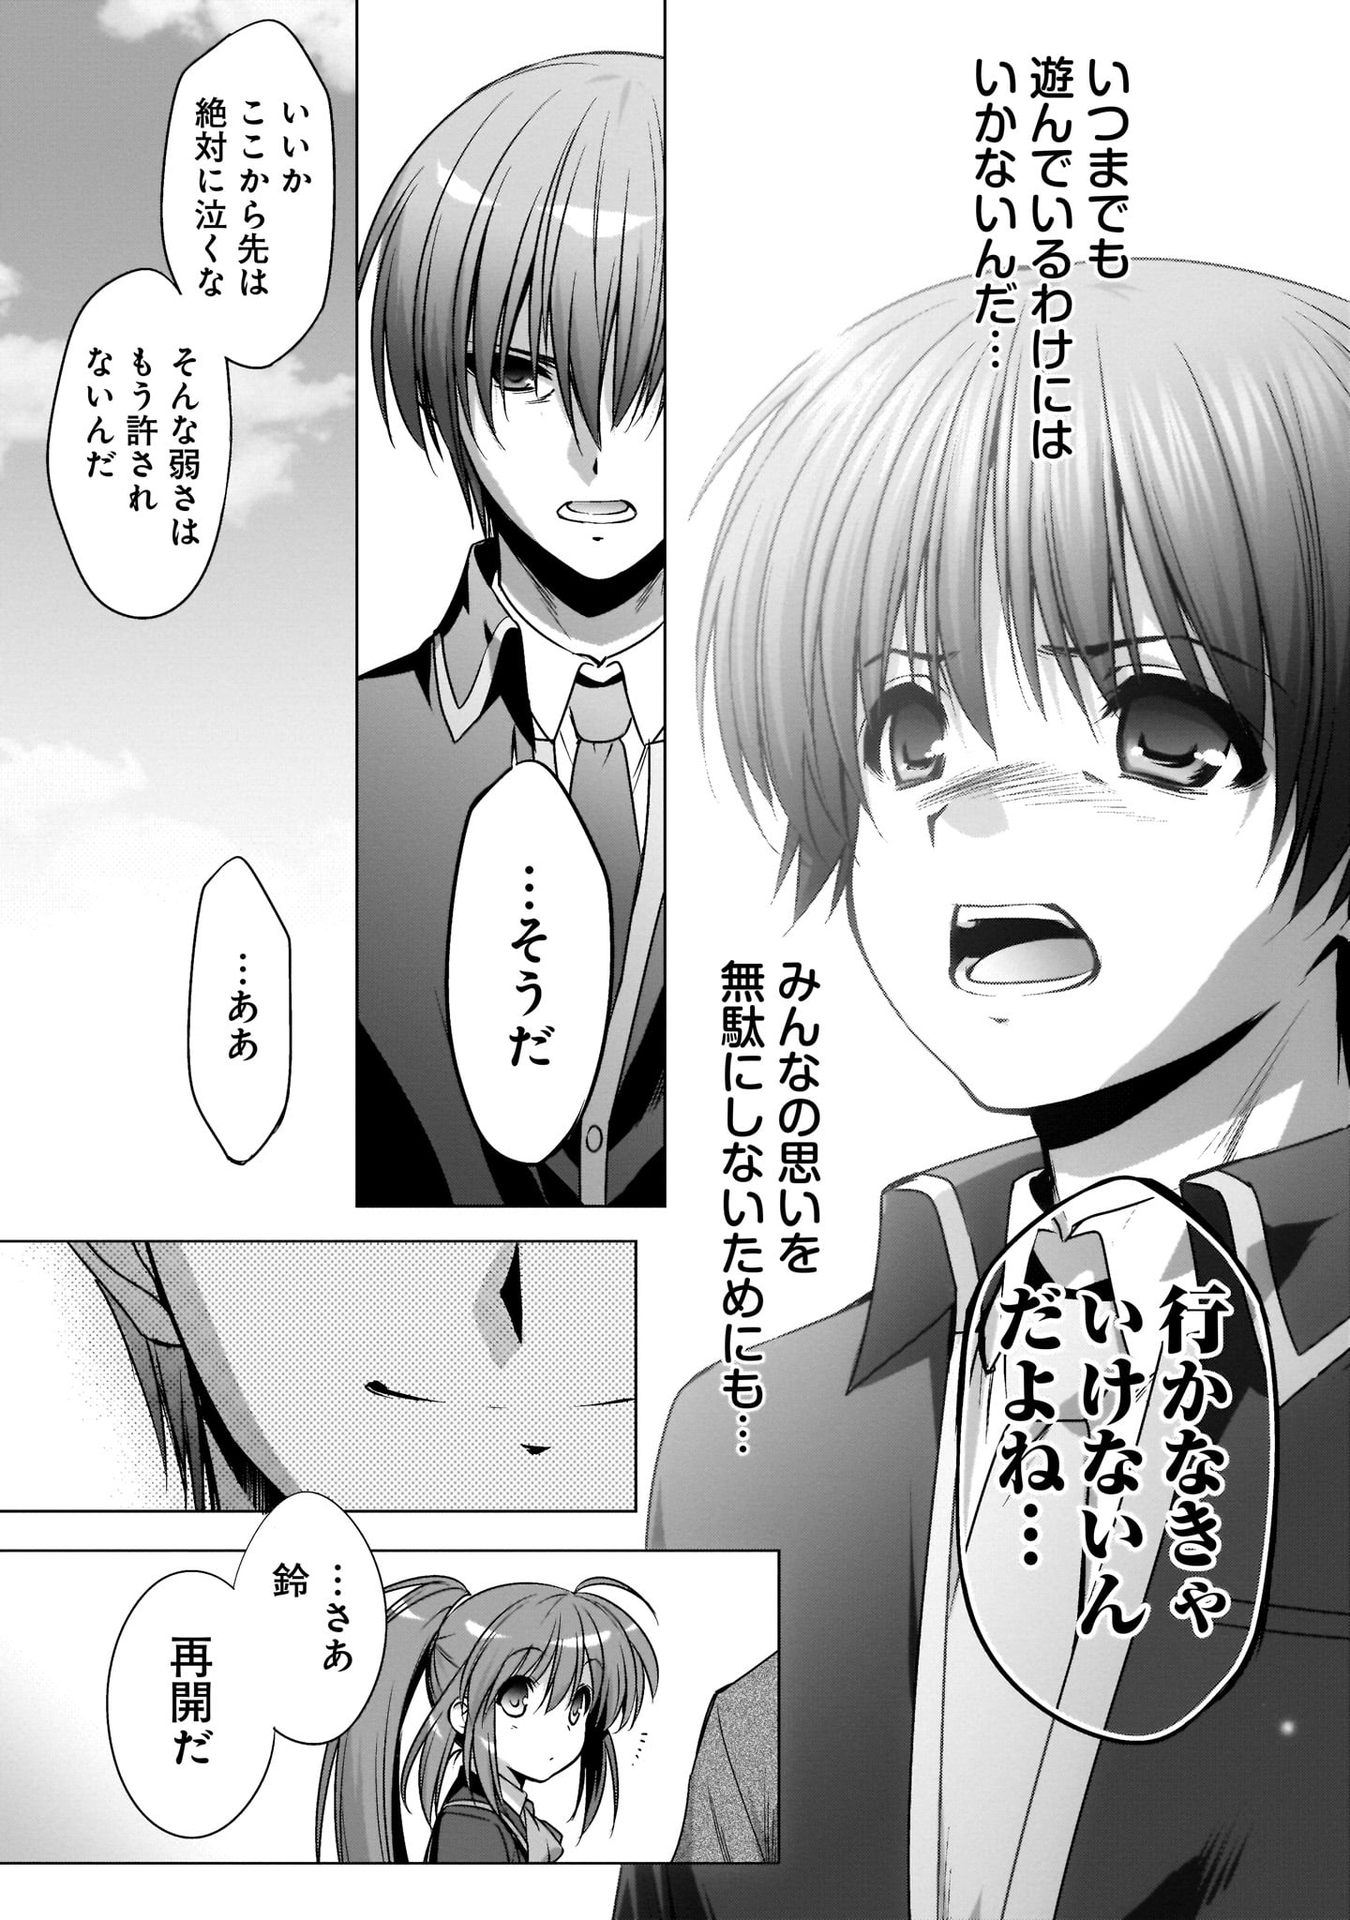 いつまでも
遊んでいるわけには
いかないんだ…
みんなの思いを
無駄にしないためにも…
行かなきゃ
いけないん
だよね…
…そうだ
いいか
ここから先は
絶対に泣くな
そんな弱さは
もう許され
ないんだ
…ああ
…さあ
鈴
再開だ